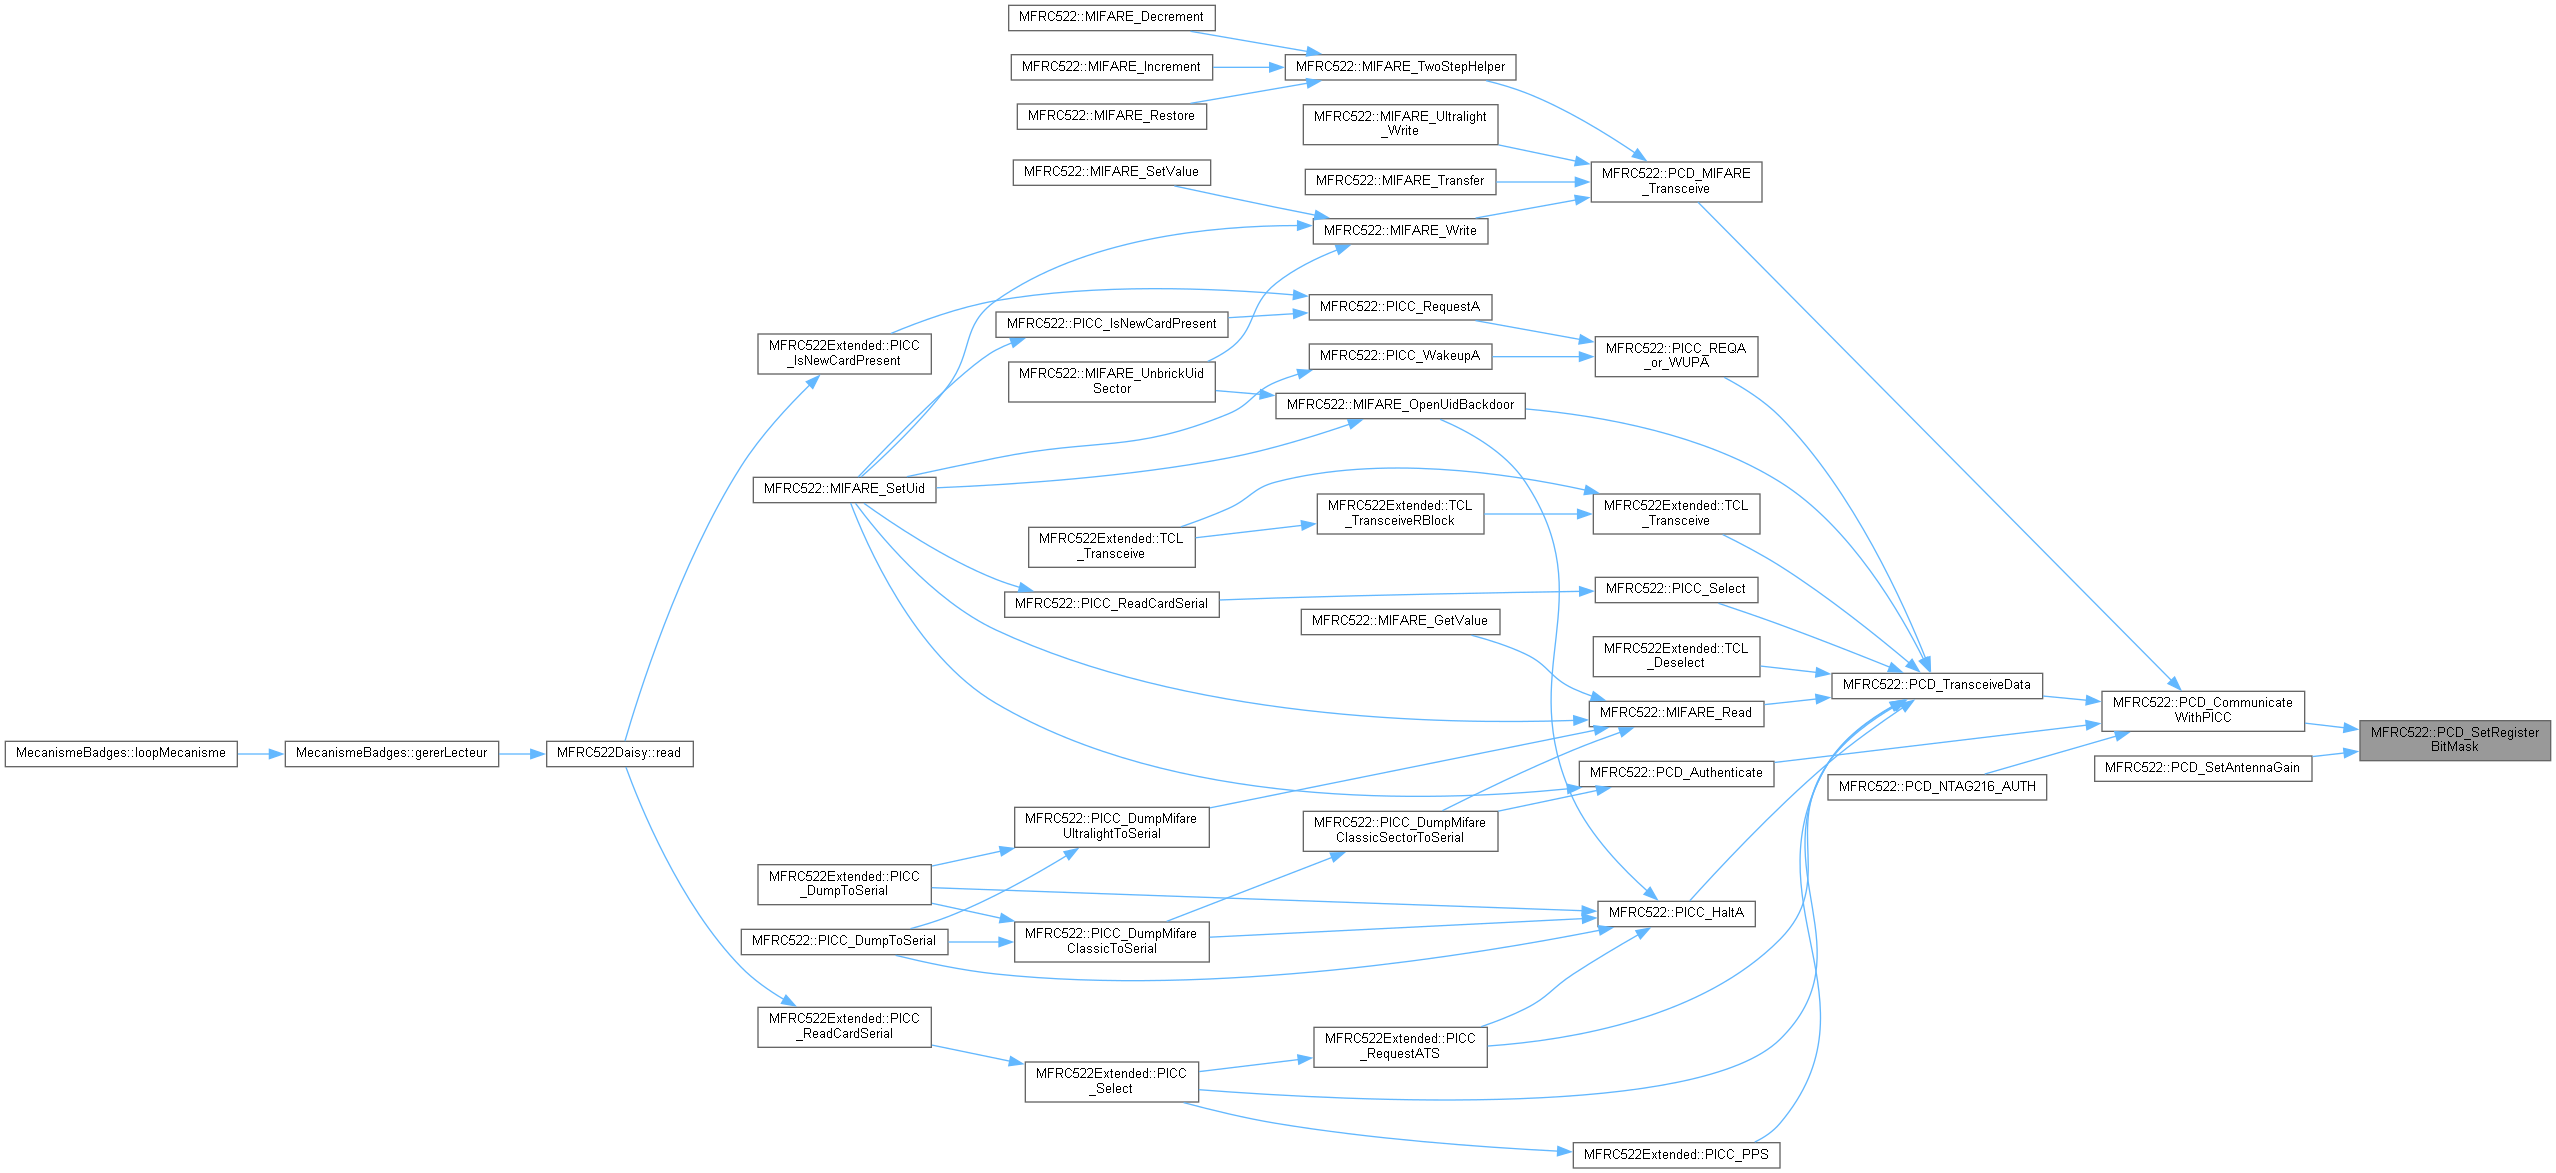 MFRC522::MIFARE_Decrement
MFRC522::MIFARE_Increment
MFRC522::MIFARE_TwoStepHelper
MFRC522::MIFARE_Restore
MFRC522::MIFARE_Ultralight
_Write
MFRC522::MIFARE_SetValue
MFRC522::MIFARE_Transfer
MFRC522::PCD_MIFARE
_Transceive
MFRC522::MIFARE_Write
MFRC522::PICC_RequestA
MFRC522::PICC_IsNewCardPresent
MFRC522Extended::PICC
_IsNewCardPresent
MFRC522::PICC_WakeupA
MFRC522::PICC_REQA
_or_WUPA
MFRC522::MIFARE_UnbrickUid
Sector
MFRC522::MIFARE_OpenUidBackdoor
MFRC522::MIFARE_SetUid
MFRC522Extended::TCL
_TransceiveRBlock
MFRC522Extended::TCL
_Transceive
MFRC522Extended::TCL
_Transceive
MFRC522::PICC_Select
MFRC522::PICC_ReadCardSerial
MFRC522::MIFARE_GetValue
MFRC522Extended::TCL
_Deselect
MFRC522::PCD_TransceiveData
MFRC522::MIFARE_Read
MFRC522::PCD_Communicate
WithPICC
MFRC522::PCD_SetRegister
BitMask
MecanismeBadges::loopMecanisme
MecanismeBadges::gererLecteur
MFRC522Daisy::read
MFRC522::PCD_Authenticate
MFRC522::PCD_SetAntennaGain
MFRC522::PCD_NTAG216_AUTH
MFRC522::PICC_DumpMifare
UltralightToSerial
MFRC522::PICC_DumpMifare
ClassicSectorToSerial
MFRC522Extended::PICC
_DumpToSerial
MFRC522::PICC_HaltA
MFRC522::PICC_DumpToSerial
MFRC522::PICC_DumpMifare
ClassicToSerial
MFRC522Extended::PICC
_ReadCardSerial
MFRC522Extended::PICC
_RequestATS
MFRC522Extended::PICC
_Select
MFRC522Extended::PICC_PPS